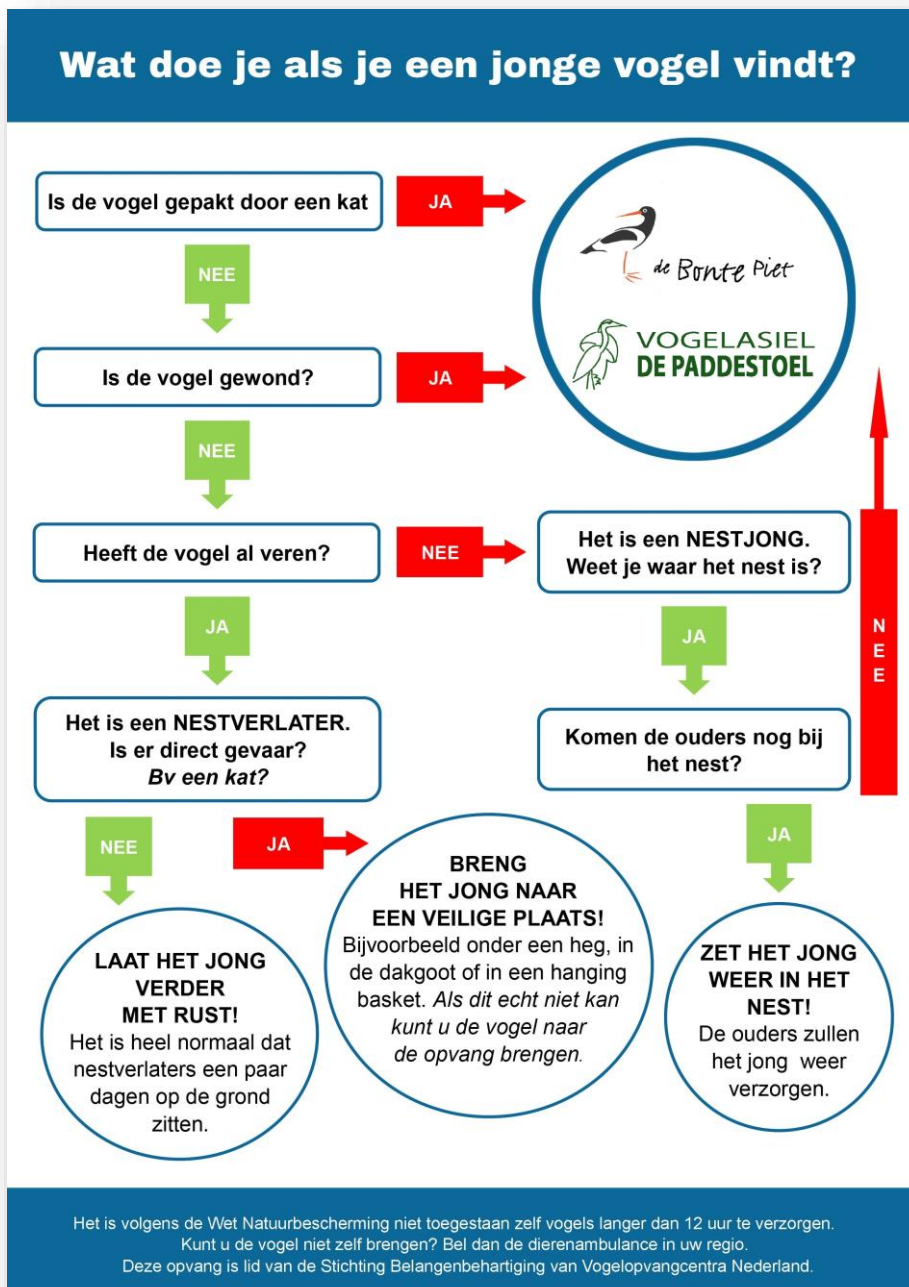 Wat doe je als je een jonge vogel vindt?
Is de vogel gepakt door een kat
JA
de Bonte Piet
VOGELASIEL
DE PADDESTOEL
NEE
Is de vogel gewond?
JA
NEE
Heeft de vogel al veren?
NEE
Het is een NESTJONG.
Weet je waar het nest is?
JA
JA
NEE
Het is een NESTVERLATER.
Is er direct gevaar?
Bv een kat?
Komen de ouders nog bij
het nest?
NEE
JA
JA
BRENG
HET JONG NAAR
EEN VEILIGE PLAATS!
Bijvoorbeeld onder een heg, in
de dakgoot of in een hanging
basket. Als dit echt niet kan
kunt u de vogel naar
de opvang brengen.
LAAT HET JONG
VERDER
MET RUST!
Het is heel normaal dat
nestverlaters een paar
dagen op de grond
zitten.
ZET HET JONG
WEER IN HET
NEST!
De ouders zullen
het jong weer
verzorgen.
Het is volgens de Wet Natuurbescherming niet toegestaan zelf vogels langer dan 12 uur te verzorgen.
Kunt u de vogel niet zelf brengen? Bel dan de dierenambulance in uw regio.
Deze opvang is lid van de Stichting Belangenbehartiging van Vogelopvangcentra Nederland.